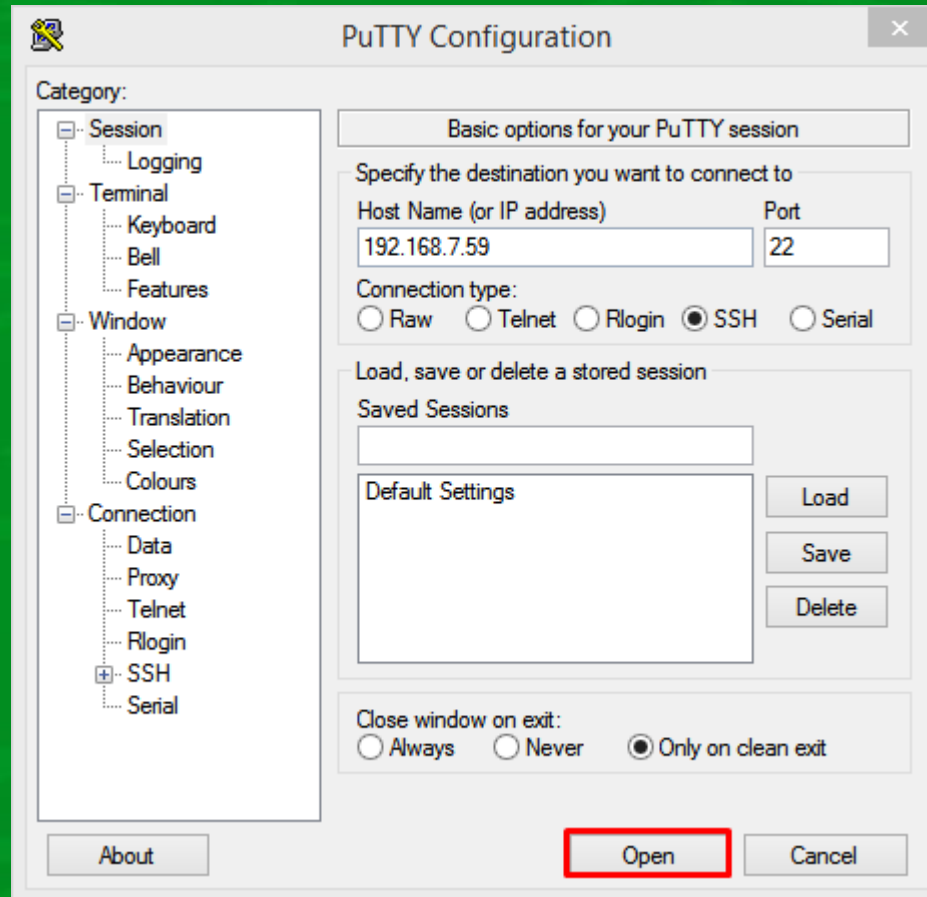 PuTTY Configuration
Category:
Session
Logging
Terminal
Keyboard
Bell
Features
Window
Appearance
Behaviour
Translation
Selection
Colours
Connection
Data
Proxy
Telnet
Rlogin
SSH
Serial
Basic options for your PuTTY session
Specify the destination you want to connect to
Host Name (or IP address) Port
192.168.7.59 22
Connection type:
Raw Telnet Rlogin SSH Serial
Load, save or delete a stored session
Saved Sessions
Default Settings
Load
Save
Delete
Close window on exit:
Always Never Only on clean exit
About Open Cancel